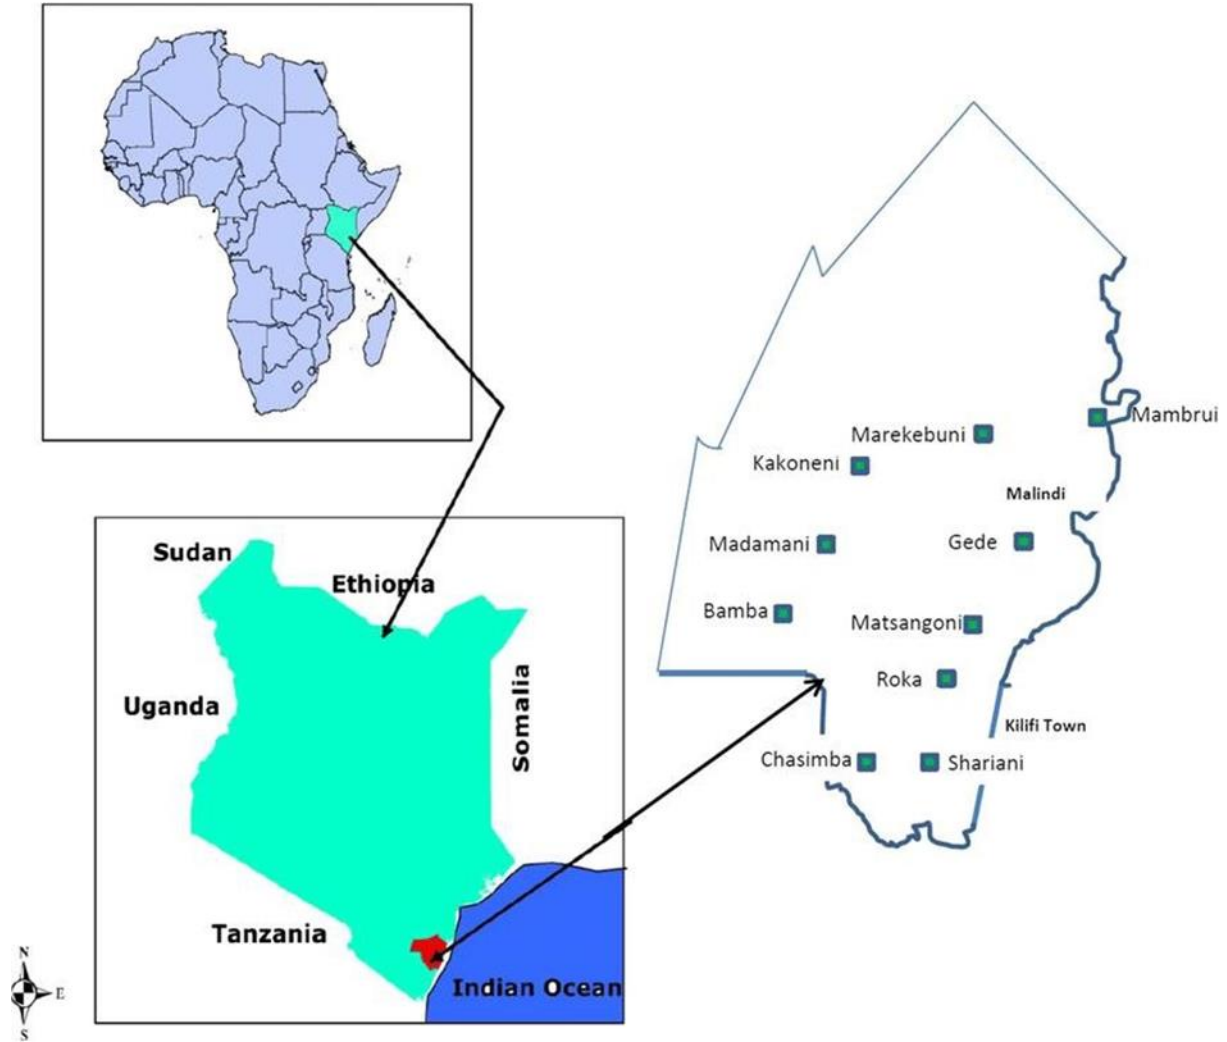 Mambrui
Marekebuni
Kakoneni
Malindi
Madamani
Gede
Bamba
Matsangoni
Roka
Kilifi Town
Chasimba
Shariani
Sudan
Ethiopia
Somalia
Uganda
Tanzania
Indian Ocean
N
E
S